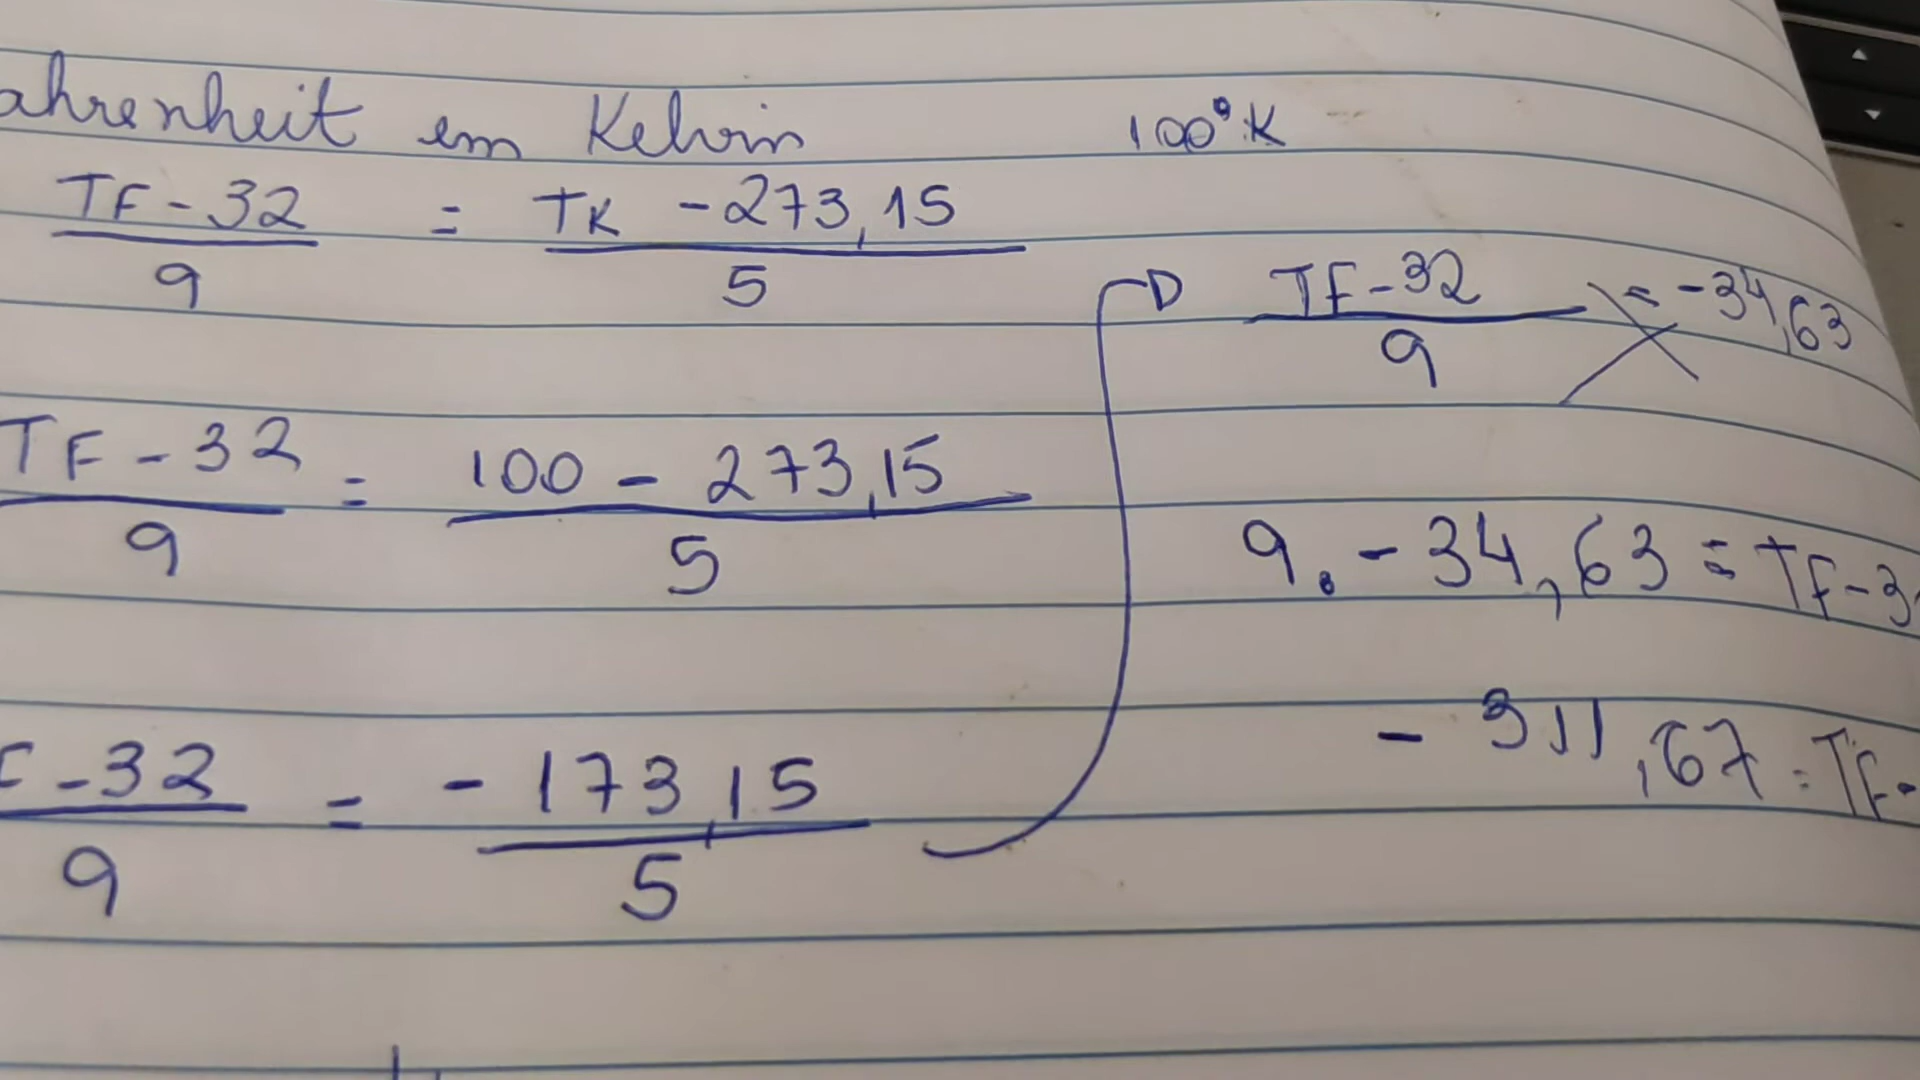 ahrenheit em Kelvin 100° K
TF - 32 = TK - 273,15
9 5
TF - 32 = 100 - 273,15
9 5
F - 32 = - 173,15
9 5
TF - 32 = - 34,63
9
9 . - 34,63 = TF - 3
- 311,67 = TF -